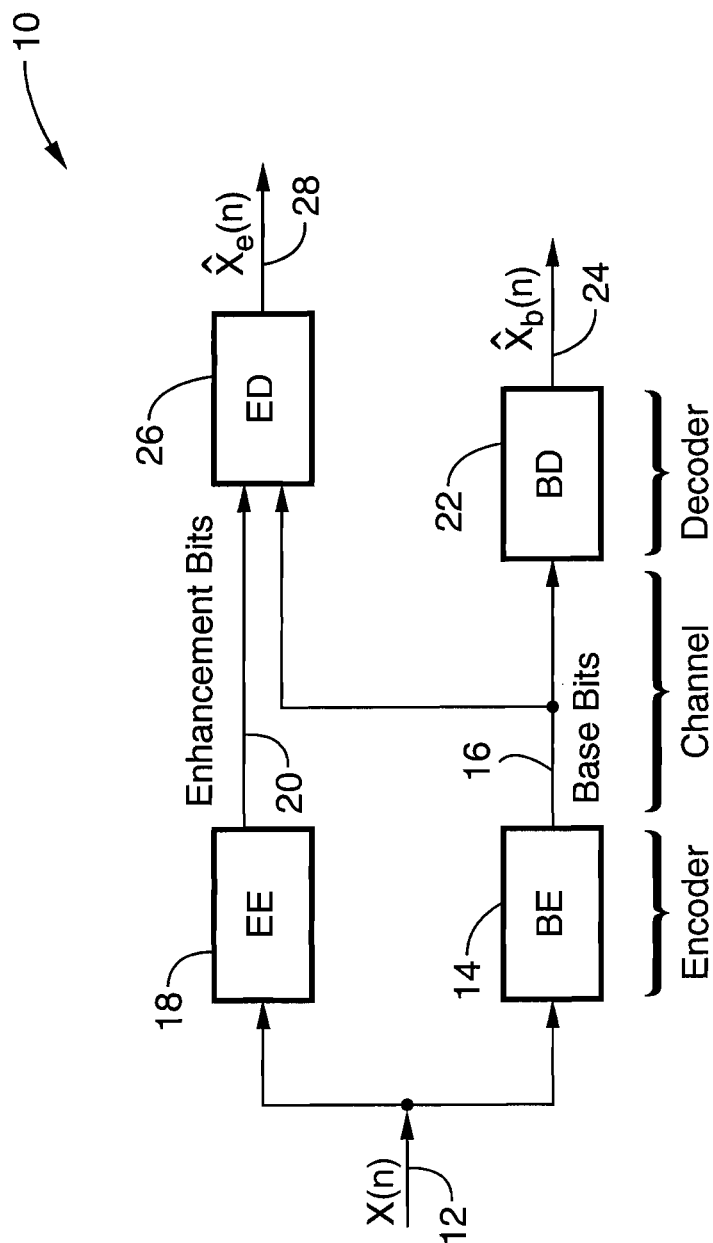 10
X(n)
12
18
EE
Enhancement Bits
20
26
ED
X̂e(n)
28
14
BE
16
Base Bits
22
BD
X̂b(n)
24
Encoder
Channel
Decoder